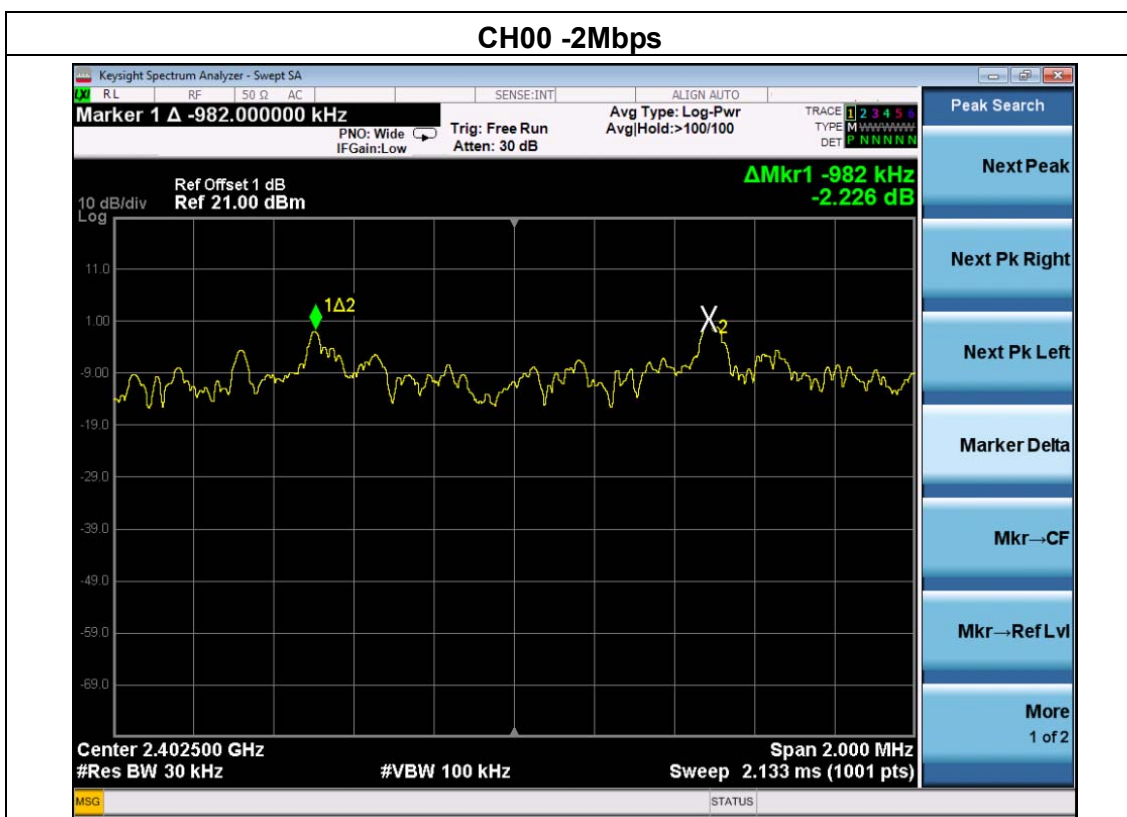 CH00 -2Mbps
Keysight Spectrum Analyzer - Swept SA
LXI RL RF 50 Ω AC SENSE:INT ALIGN AUTO
Marker 1 Δ -982.000000 kHz
PNO: Wide
IFGain:Low
Trig: Free Run
Atten: 30 dB
Avg Type: Log-Pwr
Avg|Hold:>100/100
TRACE 1 2 3 4 5 6
TYPE M WWWWW
DET P N N N N N
Peak Search
ΔMkr1 -982 kHz
-2.226 dB
Ref Offset 1 dB
10 dB/div Ref 21.00 dBm
Log
11.0
1.00
-9.00
-19.0
-29.0
-39.0
-49.0
-59.0
-69.0
1Δ2
2
Center 2.402500 GHz Span 2.000 MHz
#Res BW 30 kHz #VBW 100 kHz Sweep 2.133 ms (1001 pts)
MSG STATUS
Next Peak
Next Pk Right
Next Pk Left
Marker Delta
Mkr→CF
Mkr→Ref Lvl
More
1 of 2